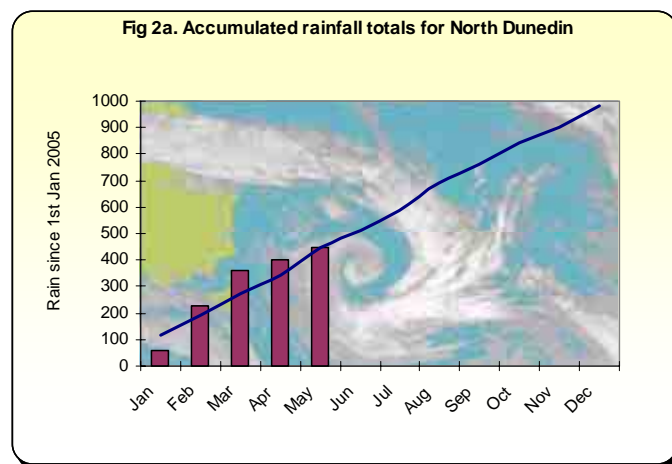 Fig 2a. Accumulated rainfall totals for North Dunedin
Rain since 1st Jan 2005
1000
900
800
700
600
500
400
300
200
100
0
Jan
Feb
Mar
Apr
May
Jun
Jul
Aug
Sep
Oct
Nov
Dec